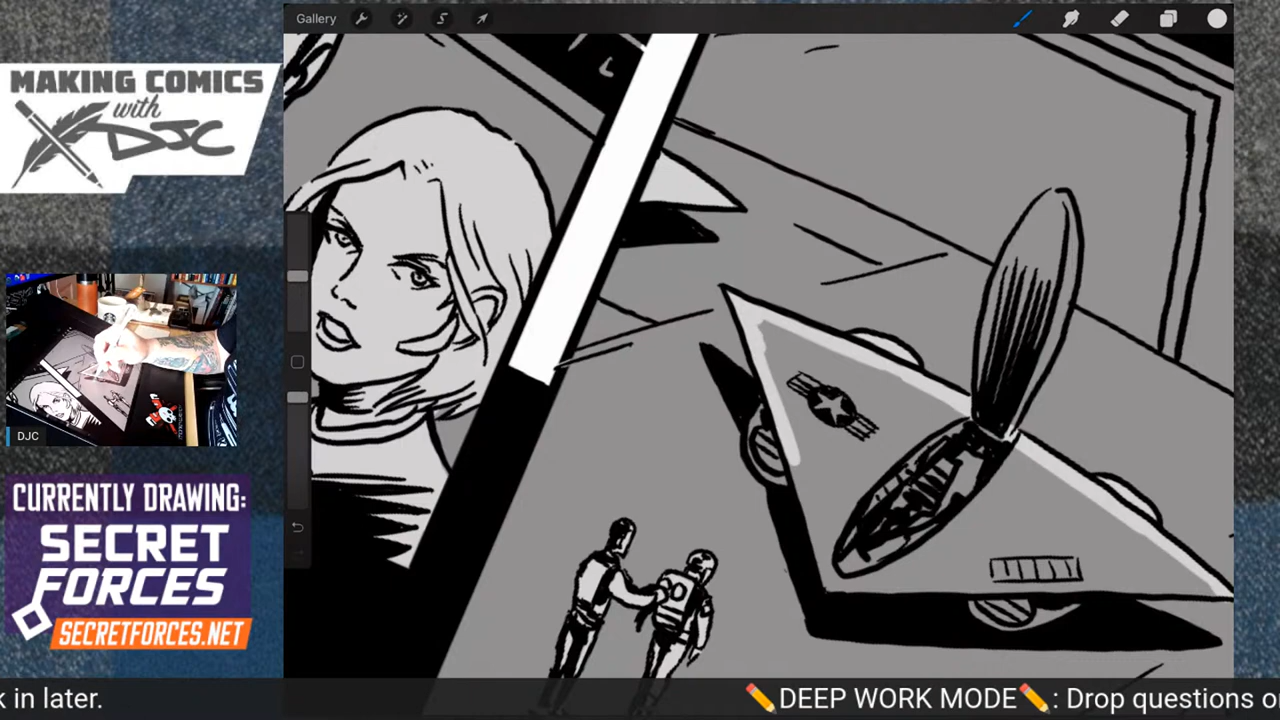 Gallery
MAKING COMICS
with
DJC
DJC
CURRENTLY DRAWING:
SECRET
FORCES
SECRETFORCES.NET
k in later.
✏️DEEP WORK MODE✏️: Drop questions o